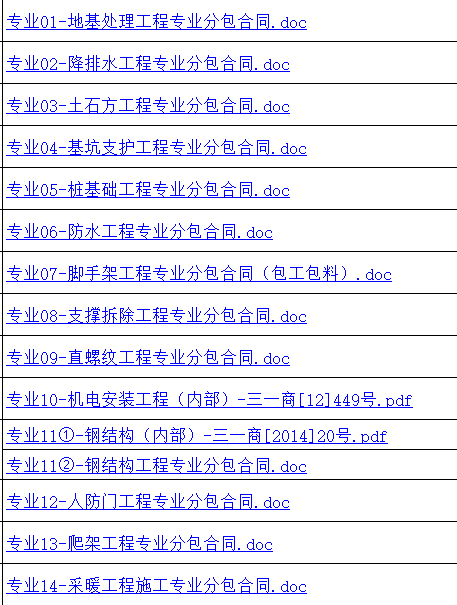 专业01-地基处理工程专业分包合同.doc
专业02-降排水工程专业分包合同.doc
专业03-土石方工程专业分包合同.doc
专业04-基坑支护工程专业分包合同.doc
专业05-桩基础工程专业分包合同.doc
专业06-防水工程专业分包合同.doc
专业07-脚手架工程专业分包合同（包工包料）.doc
专业08-支撑拆除工程专业分包合同.doc
专业09-直螺纹工程专业分包合同.doc
专业10-机电安装工程（内部）-三一商[12]449号.pdf
专业11①-钢结构（内部）-三一商[2014]20号.pdf
专业11②-钢结构工程专业分包合同.doc
专业12-人防门工程专业分包合同.doc
专业13-爬架工程专业分包合同.doc
专业14-采暖工程施工专业分包合同.doc